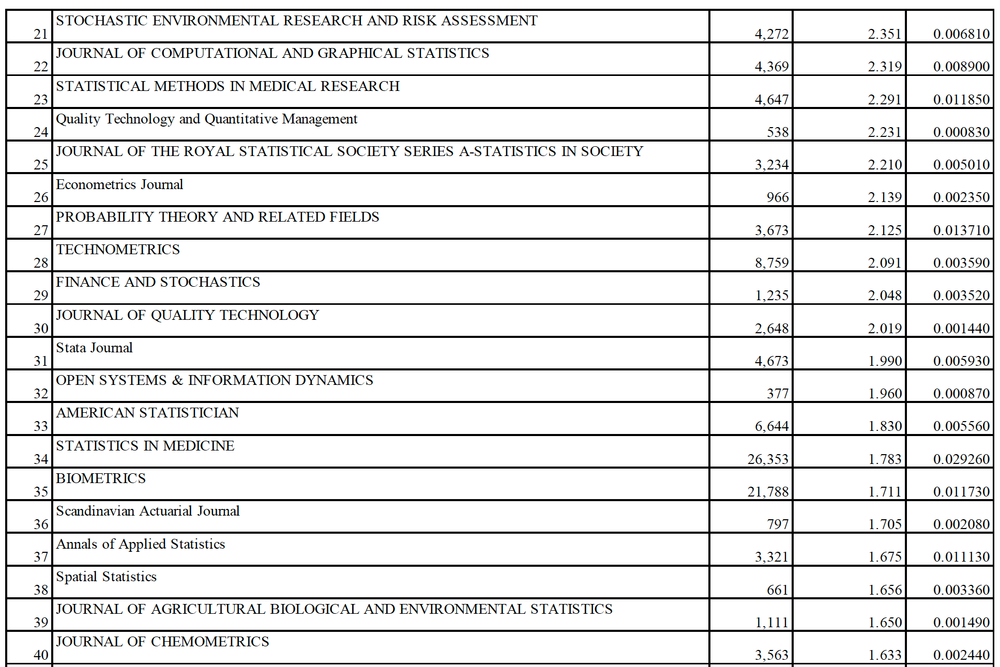 21 STOCHASTIC ENVIRONMENTAL RESEARCH AND RISK ASSESSMENT 4,272 2.351 0.006810
22 JOURNAL OF COMPUTATIONAL AND GRAPHICAL STATISTICS 4,369 2.319 0.008900
23 STATISTICAL METHODS IN MEDICAL RESEARCH 4,647 2.291 0.011850
24 Quality Technology and Quantitative Management 538 2.231 0.000830
25 JOURNAL OF THE ROYAL STATISTICAL SOCIETY SERIES A-STATISTICS IN SOCIETY 3,234 2.210 0.005010
26 Econometrics Journal 966 2.139 0.002350
27 PROBABILITY THEORY AND RELATED FIELDS 3,673 2.125 0.013710
28 TECHNOMETRICS 8,759 2.091 0.003590
29 FINANCE AND STOCHASTICS 1,235 2.048 0.003520
30 JOURNAL OF QUALITY TECHNOLOGY 2,648 2.019 0.001440
31 Stata Journal 4,673 1.990 0.005930
32 OPEN SYSTEMS & INFORMATION DYNAMICS 377 1.960 0.000870
33 AMERICAN STATISTICIAN 6,644 1.830 0.005560
34 STATISTICS IN MEDICINE 26,353 1.783 0.029260
35 BIOMETRICS 21,788 1.711 0.011730
36 Scandinavian Actuarial Journal 797 1.705 0.002080
37 Annals of Applied Statistics 3,321 1.675 0.011130
38 Spatial Statistics 661 1.656 0.003360
39 JOURNAL OF AGRICULTURAL BIOLOGICAL AND ENVIRONMENTAL STATISTICS 1,111 1.650 0.001490
40 JOURNAL OF CHEMOMETRICS 3,563 1.633 0.002440